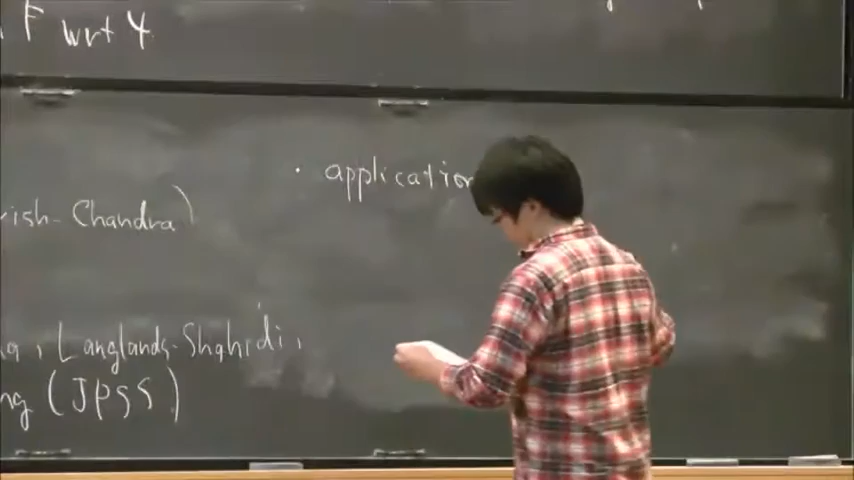 F wrt 4
· application
ish-Chandra)
a, Langlands-Shahidi,
ng (JPSS)